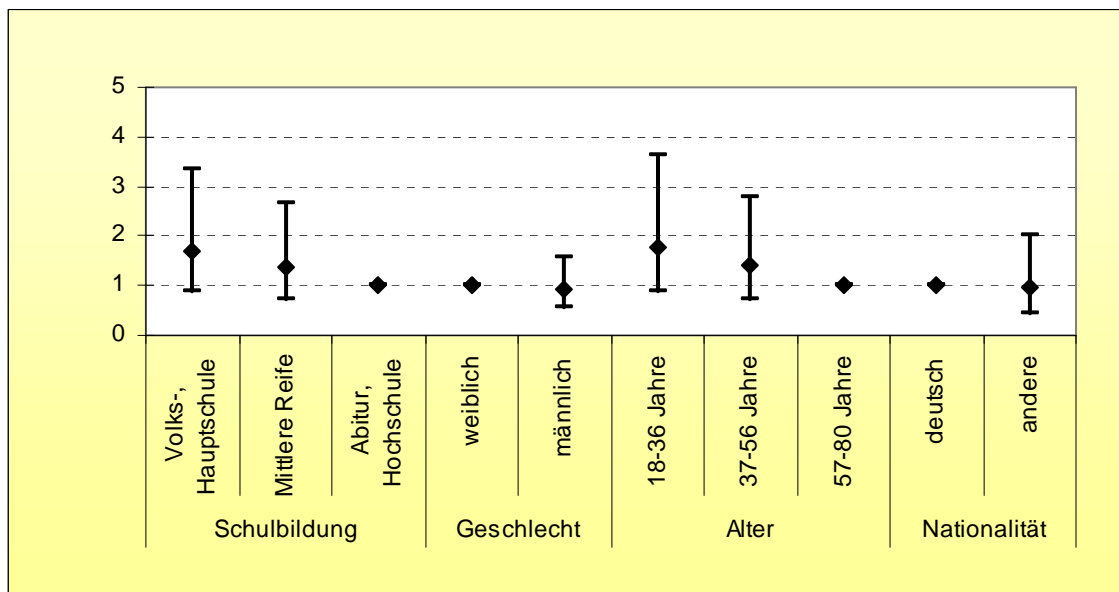 5
4
3
2
1
0
Volks-,
Hauptschule
Mittlere Reife
Abitur,
Hochschule
weiblich
männlich
18-36 Jahre
37-56 Jahre
57-80 Jahre
deutsch
andere
Schulbildung
Geschlecht
Alter
Nationalität